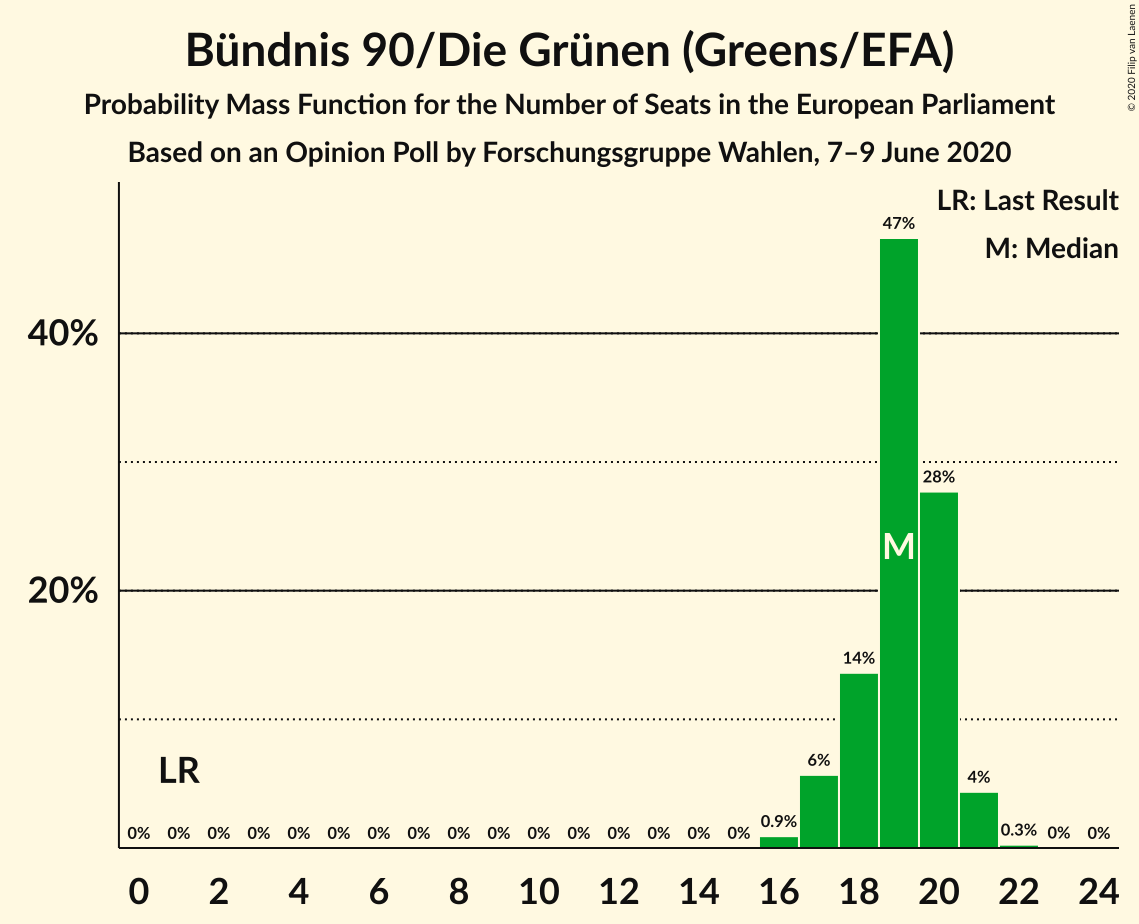 Bündnis 90/Die Grünen (Greens/EFA)
Probability Mass Function for the Number of Seats in the European Parliament
Based on an Opinion Poll by Forschungsgruppe Wahlen, 7–9 June 2020
© 2020 Filip van Laenen
LR: Last Result
M: Median
47%
40%
28%
M
20%
14%
LR
6%
4%
0% 0% 0% 0% 0% 0% 0% 0% 0% 0% 0% 0% 0% 0% 0% 0% 0.9% 0.3% 0% 0%
0 2 4 6 8 10 12 14 16 18 20 22 24